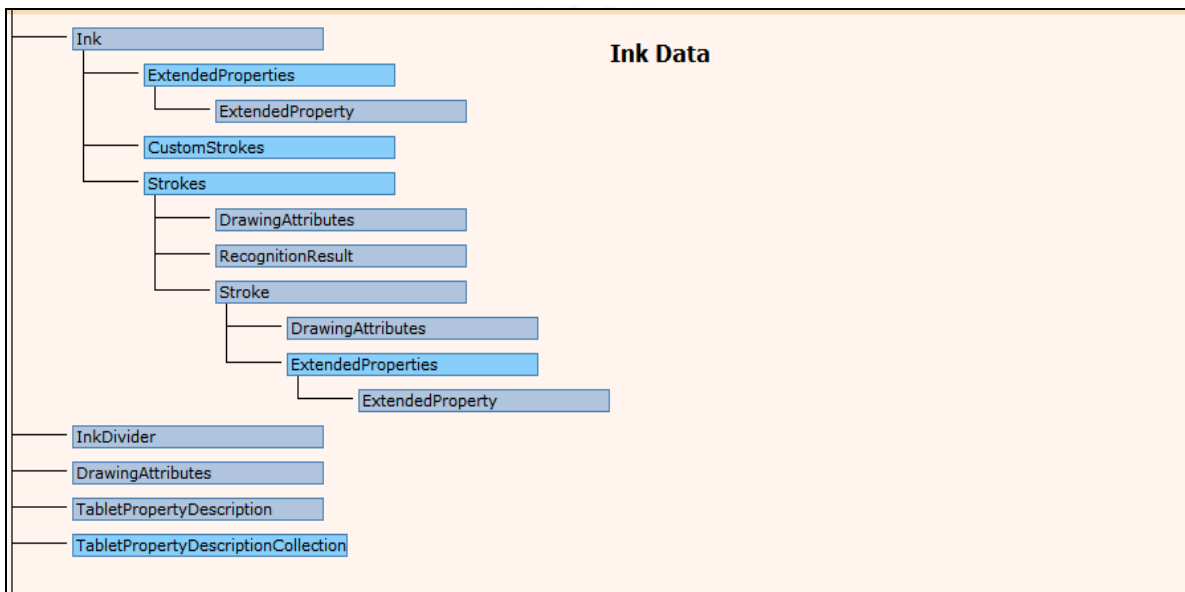 Ink
Ink Data
ExtendedProperties
ExtendedProperty
CustomStrokes
Strokes
DrawingAttributes
RecognitionResult
Stroke
DrawingAttributes
ExtendedProperties
ExtendedProperty
InkDivider
DrawingAttributes
TabletPropertyDescription
TabletPropertyDescriptionCollection